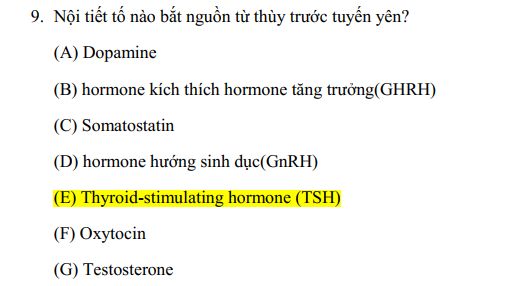 9. Nội tiết tố nào bắt nguồn từ thùy trước tuyến yên?
(A) Dopamine
(B) hormone kích thích hormone tăng trưởng(GHRH)
(C) Somatostatin
(D) hormone hướng sinh dục(GnRH)
(E) Thyroid-stimulating hormone (TSH)
(F) Oxytocin
(G) Testosterone